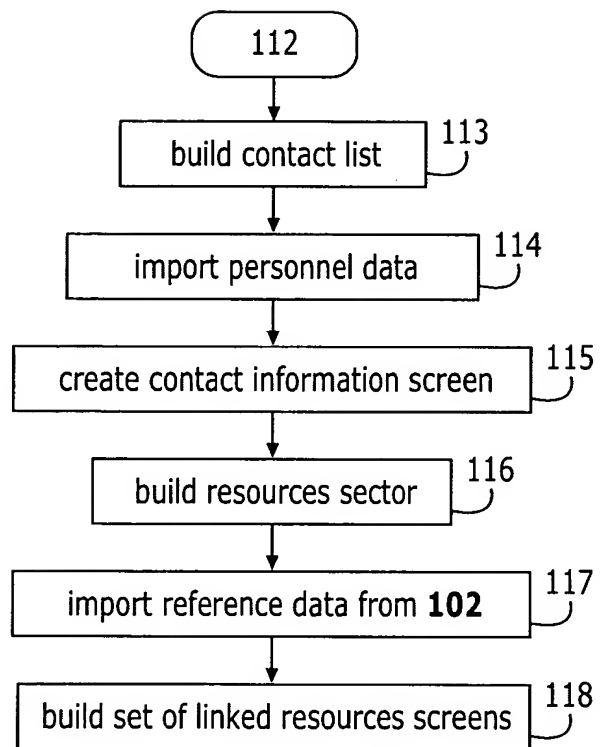 112
build contact list
113
import personnel data
114
create contact information screen
115
build resources sector
116
import reference data from 102
117
build set of linked resources screens
118